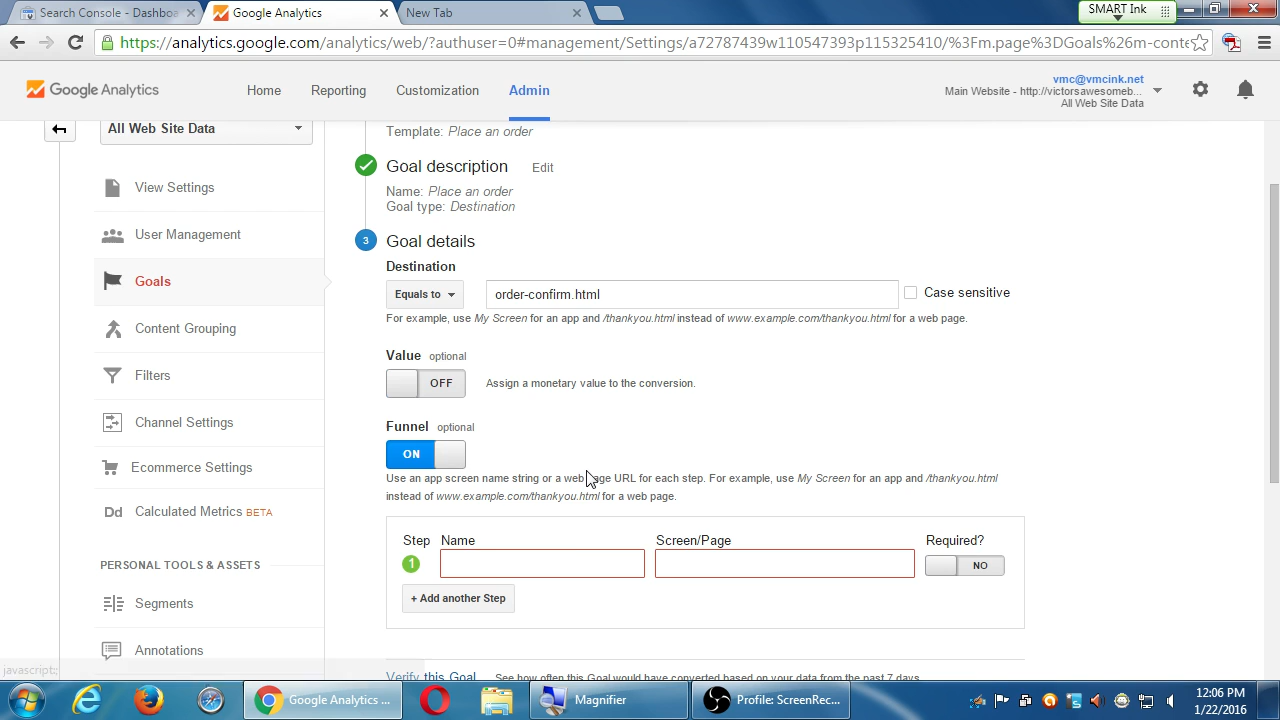 Search Console - Dashboa
Google Analytics
New Tab
SMART Ink
https://analytics.google.com/analytics/web/?authuser=0#management/Settings/a72787439w110547393p115325410/%3Fm.page%3DGoals%26m-conte
Google Analytics
Home
Reporting
Customization
Admin
vmc@vmcink.net
Main Website - http://victorsawesomeb...
All Web Site Data
All Web Site Data
View Settings
User Management
Goals
Content Grouping
Filters
Channel Settings
Ecommerce Settings
Dd Calculated Metrics BETA
PERSONAL TOOLS & ASSETS
Segments
Annotations
javascript:;
Template: Place an order
Goal description Edit
Name: Place an order
Goal type: Destination
3 Goal details
Destination
Equals to order-confirm.html Case sensitive
For example, use My Screen for an app and /thankyou.html instead of www.example.com/thankyou.html for a web page.
Value optional
OFF Assign a monetary value to the conversion.
Funnel optional
ON
Use an app screen name string or a web page URL for each step. For example, use My Screen for an app and /thankyou.html
instead of www.example.com/thankyou.html for a web page.
Step Name Screen/Page Required?
1 NO
+ Add another Step
Verify this Goal See how often this Goal would have converted based on your data from the past 7 days.
Google Analytics ...
Magnifier
Profile: ScreenRec...
12:06 PM
1/22/2016